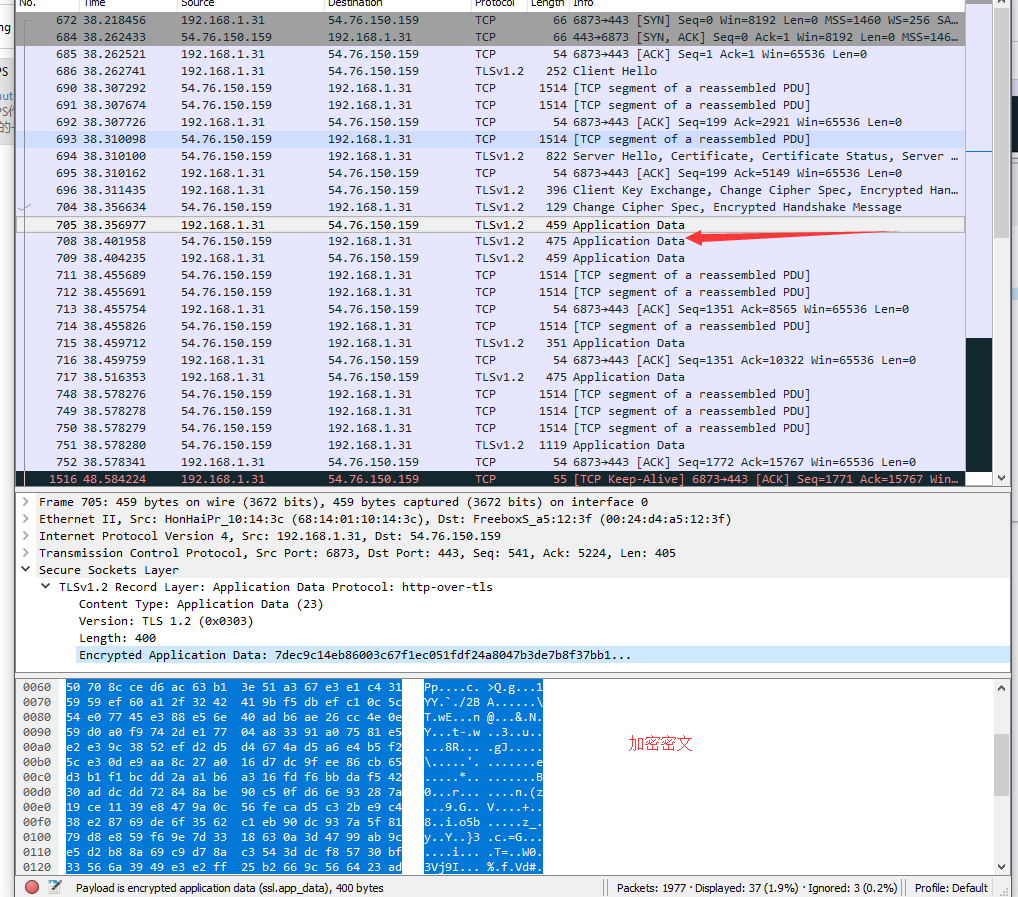 No. Time Source Destination Protocol Length Info
672 38.218456 192.168.1.31 54.76.150.159 TCP 66 6873→443 [SYN] Seq=0 Win=8192 Len=0 MSS=1460 WS=256 SA…
684 38.262433 54.76.150.159 192.168.1.31 TCP 66 443→6873 [SYN, ACK] Seq=0 Ack=1 Win=8192 Len=0 MSS=146…
685 38.262521 192.168.1.31 54.76.150.159 TCP 54 6873→443 [ACK] Seq=1 Ack=1 Win=65536 Len=0
686 38.262741 192.168.1.31 54.76.150.159 TLSv1.2 252 Client Hello
690 38.307292 54.76.150.159 192.168.1.31 TCP 1514 [TCP segment of a reassembled PDU]
691 38.307674 54.76.150.159 192.168.1.31 TCP 1514 [TCP segment of a reassembled PDU]
692 38.307726 192.168.1.31 54.76.150.159 TCP 54 6873→443 [ACK] Seq=199 Ack=2921 Win=65536 Len=0
693 38.310098 54.76.150.159 192.168.1.31 TCP 1514 [TCP segment of a reassembled PDU]
694 38.310100 54.76.150.159 192.168.1.31 TLSv1.2 822 Server Hello, Certificate, Certificate Status, Server …
695 38.310162 192.168.1.31 54.76.150.159 TCP 54 6873→443 [ACK] Seq=199 Ack=5149 Win=65536 Len=0
696 38.311435 192.168.1.31 54.76.150.159 TLSv1.2 396 Client Key Exchange, Change Cipher Spec, Encrypted Han…
704 38.356634 54.76.150.159 192.168.1.31 TLSv1.2 129 Change Cipher Spec, Encrypted Handshake Message
705 38.356977 192.168.1.31 54.76.150.159 TLSv1.2 459 Application Data
708 38.401958 54.76.150.159 192.168.1.31 TLSv1.2 475 Application Data
709 38.404235 192.168.1.31 54.76.150.159 TLSv1.2 459 Application Data
711 38.455689 54.76.150.159 192.168.1.31 TCP 1514 [TCP segment of a reassembled PDU]
712 38.455691 54.76.150.159 192.168.1.31 TCP 1514 [TCP segment of a reassembled PDU]
713 38.455754 192.168.1.31 54.76.150.159 TCP 54 6873→443 [ACK] Seq=1351 Ack=8565 Win=65536 Len=0
714 38.455826 54.76.150.159 192.168.1.31 TCP 1514 [TCP segment of a reassembled PDU]
715 38.459712 54.76.150.159 192.168.1.31 TLSv1.2 351 Application Data
716 38.459759 192.168.1.31 54.76.150.159 TCP 54 6873→443 [ACK] Seq=1351 Ack=10322 Win=65536 Len=0
717 38.516353 192.168.1.31 54.76.150.159 TLSv1.2 475 Application Data
748 38.578276 54.76.150.159 192.168.1.31 TCP 1514 [TCP segment of a reassembled PDU]
749 38.578278 54.76.150.159 192.168.1.31 TCP 1514 [TCP segment of a reassembled PDU]
750 38.578279 54.76.150.159 192.168.1.31 TCP 1514 [TCP segment of a reassembled PDU]
751 38.578280 54.76.150.159 192.168.1.31 TLSv1.2 1119 Application Data
752 38.578341 192.168.1.31 54.76.150.159 TCP 54 6873→443 [ACK] Seq=1772 Ack=15767 Win=65536 Len=0
1516 48.584224 192.168.1.31 54.76.150.159 TCP 55 [TCP Keep-Alive] 6873→443 [ACK] Seq=1771 Ack=15767 Win…
Frame 705: 459 bytes on wire (3672 bits), 459 bytes captured (3672 bits) on interface 0
Ethernet II, Src: HonHaiPr_10:14:3c (68:14:01:10:14:3c), Dst: FreeboxS_a5:12:3f (00:24:d4:a5:12:3f)
Internet Protocol Version 4, Src: 192.168.1.31, Dst: 54.76.150.159
Transmission Control Protocol, Src Port: 6873, Dst Port: 443, Seq: 541, Ack: 5224, Len: 405
Secure Sockets Layer
TLSv1.2 Record Layer: Application Data Protocol: http-over-tls
Content Type: Application Data (23)
Version: TLS 1.2 (0x0303)
Length: 400
Encrypted Application Data: 7dec9c14eb86003c67f1ec051fdf24a8047b3de7b8f37bb1...
0060 50 70 8c ce d6 ac 63 b1 3e 51 a3 67 e3 e1 c4 31 Pp....c. >Q.g...1
0070 59 59 ef 60 a1 2f 32 42 41 9b f5 db ef c1 0c 5c YY.`./2B A......\
0080 54 e0 77 45 e3 88 e5 6e 40 ad b6 ae 26 cc 4e 0e T.wE...n @...&.N.
0090 59 d0 a0 f9 74 2d e1 77 04 a8 33 91 a0 75 81 e5 Y...t-.w ..3..u..
00a0 e2 e3 9c 38 52 ef d2 d5 d4 67 4a d5 a6 e4 b5 f2 ...8R... .gJ.....
00b0 5c e3 0d e9 aa 8c 27 a0 16 d7 dc 9f ee 86 cb 65 \.....'. .......e
00c0 d3 b1 f1 bc dd 2a a1 b6 a3 16 fd f6 bb da f5 42 .....*.. .......B
00d0 30 ad dc dd 72 84 8a be 90 c5 0f d6 6e 93 28 7a 0...r... ....n.(z
00e0 19 ce 11 39 e8 47 9a 0c 56 fe ca d5 c3 2b e9 c4 ...9.G.. V....+..
00f0 38 e2 87 69 de 6f 35 62 c1 eb 90 dc 93 7a 5f 81 8..i.o5b .....z_.
0100 79 d8 e8 59 f6 9e 7d 33 18 63 0a 3d 47 99 ab 9c y..Y..}3 .c.=G...
0110 e5 d2 b8 8a 69 c9 d7 8a c3 54 3d dc f8 57 30 bf ....i... .T=..W0.
0120 33 56 6a 39 49 e3 e2 ff 25 b2 66 9c 56 64 23 ad 3Vj9I... %.f.Vd#.
加密密文
Payload is encrypted application data (ssl.app_data), 400 bytes
Packets: 1977 · Displayed: 37 (1.9%) · Ignored: 3 (0.2%)
Profile: Default